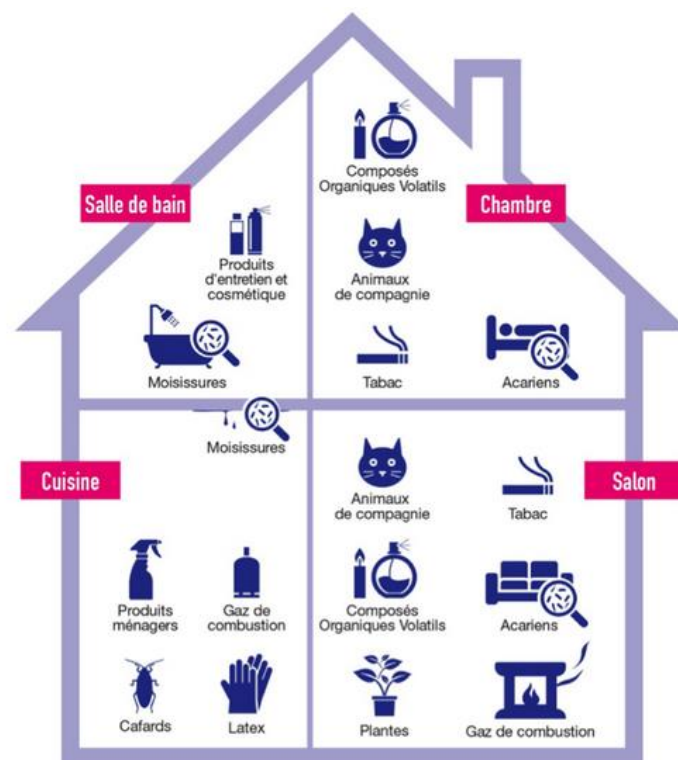 Composés
Organiques Volatils
Salle de bain
Chambre
Produits
d'entretien et
cosmétique
Animaux
de compagnie
Moisissures
Tabac
Acariens
Moisissures
Cuisine
Salon
Animaux
de compagnie
Tabac
Produits
ménagers
Gaz de
combustion
Composés
Organiques Volatils
Acariens
Cafards
Latex
Plantes
Gaz de combustion